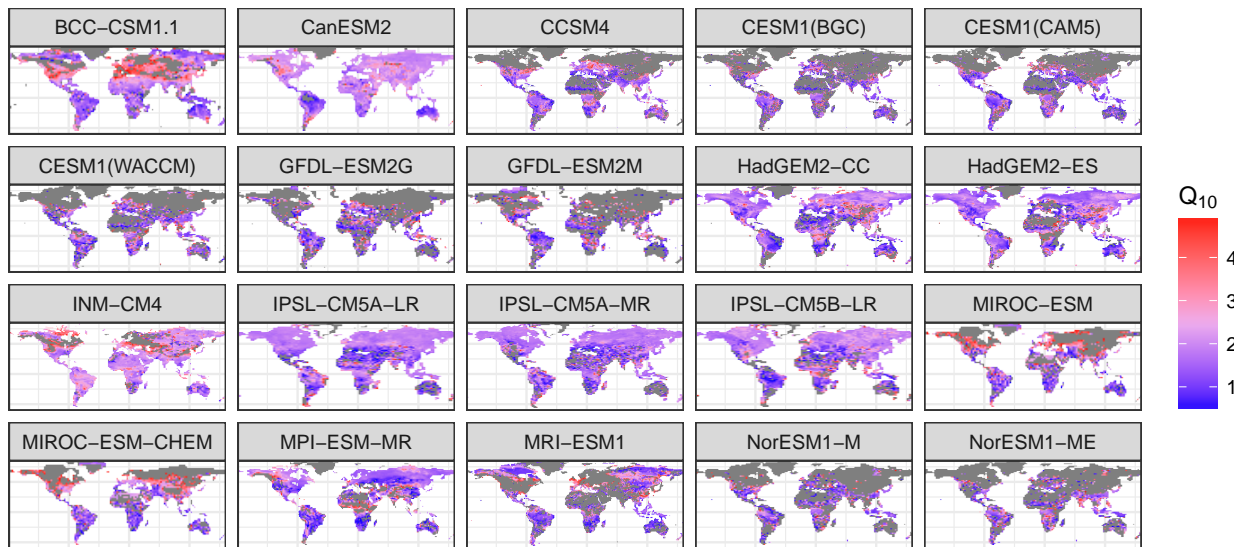 BCC−CSM1.1 CanESM2 CCSM4 CESM1(BGC) CESM1(CAM5)
CESM1(WACCM) GFDL−ESM2G GFDL−ESM2M HadGEM2−CC HadGEM2−ES
INM−CM4 IPSL−CM5A−LR IPSL−CM5A−MR IPSL−CM5B−LR MIROC−ESM
MIROC−ESM−CHEM MPI−ESM−MR MRI−ESM1 NorESM1−M NorESM1−ME
Q10
4
3
2
1